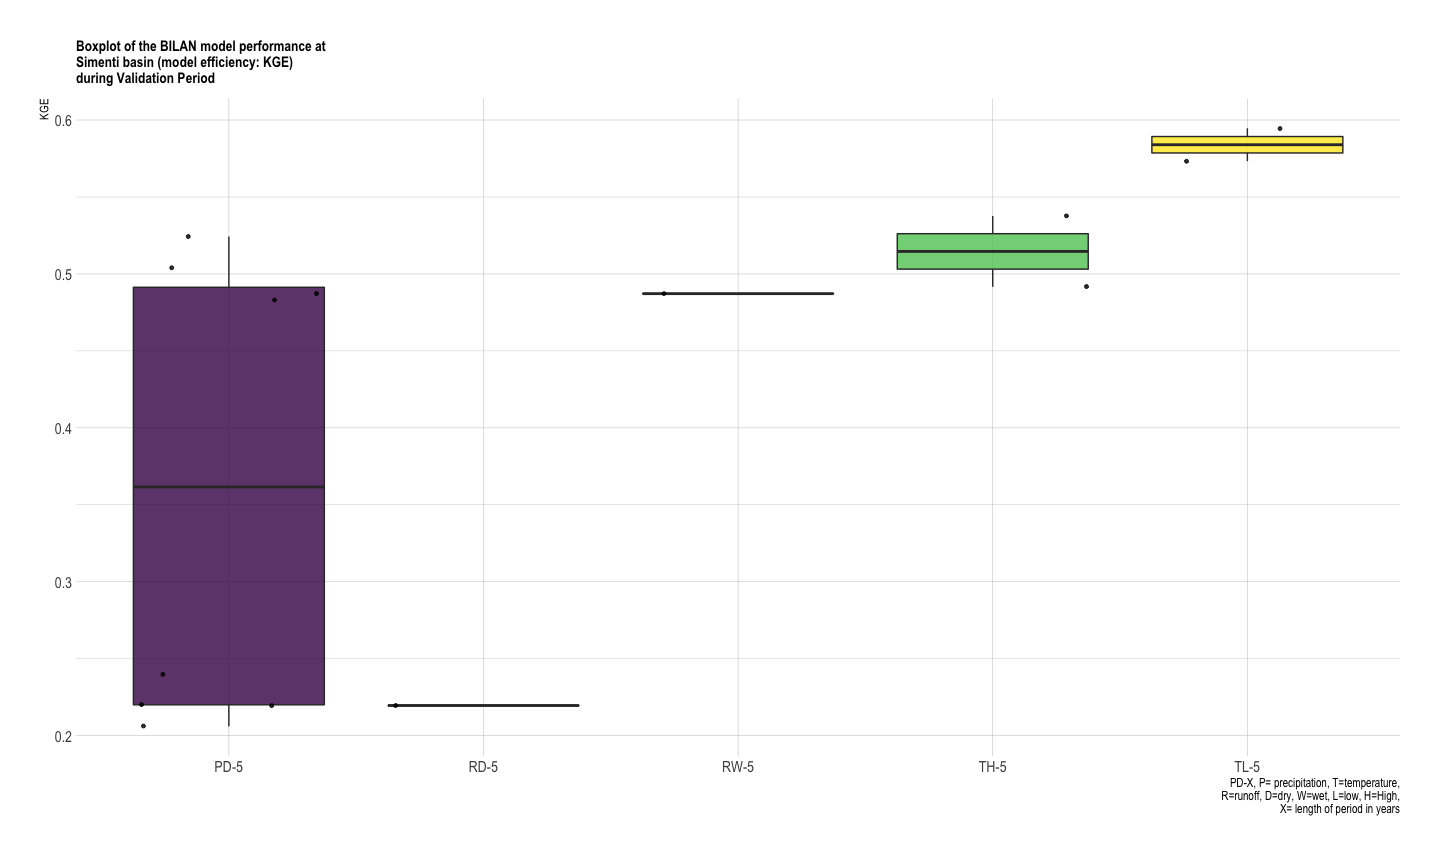 Boxplot of the BILAN model performance at
Simenti basin (model efficiency: KGE)
during Validation Period
KGE
0.6
0.5
0.4
0.3
0.2
PD-5 RD-5 RW-5 TH-5 TL-5
PD-X, P= precipitation, T=temperature,
R=runoff, D=dry, W=wet, L=low, H=High,
X= length of period in years